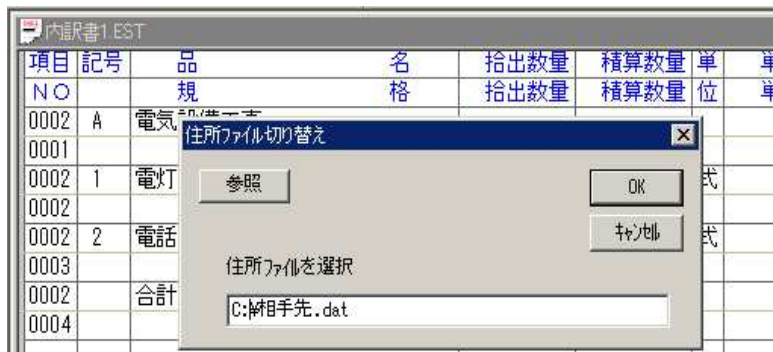 内訳書1.EST
項目 記号 品 名 拾出数量 積算数量 単
NO 規 格 拾出数量 積算数量 位
0002 A 電気設備工事
0001
0002 1 電灯 式
0002
0002 2 電話 式
0003
0002 合計
0004
住所ファイル切り替え
参照
OK
キャンセル
住所ファイルを選択
C:¥相手先.dat